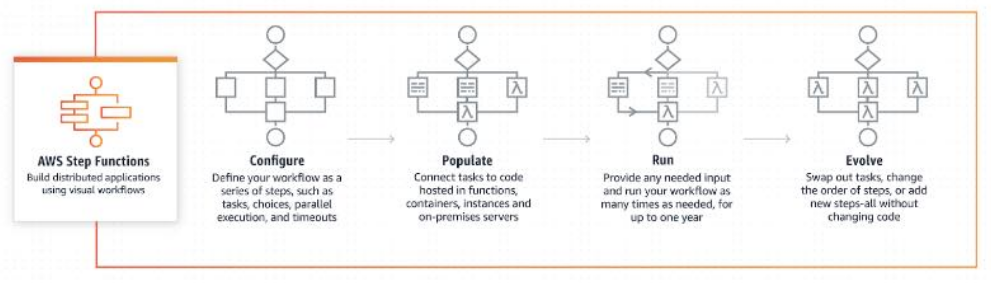 AWS Step Functions
Build distributed applications
using visual workflows
Configure
Define your workflow as a
series of steps, such as
tasks, choices, parallel
execution, and timeouts
Populate
Connect tasks to code
hosted in functions,
containers, instances and
on-premises servers
Run
Provide any needed input
and run your workflow as
many times as needed, for
up to one year
Evolve
Swap out tasks, change
the order of steps, or add
new steps-all without
changing code
λ
λ
λ
λ
λ
λ
λ
λ